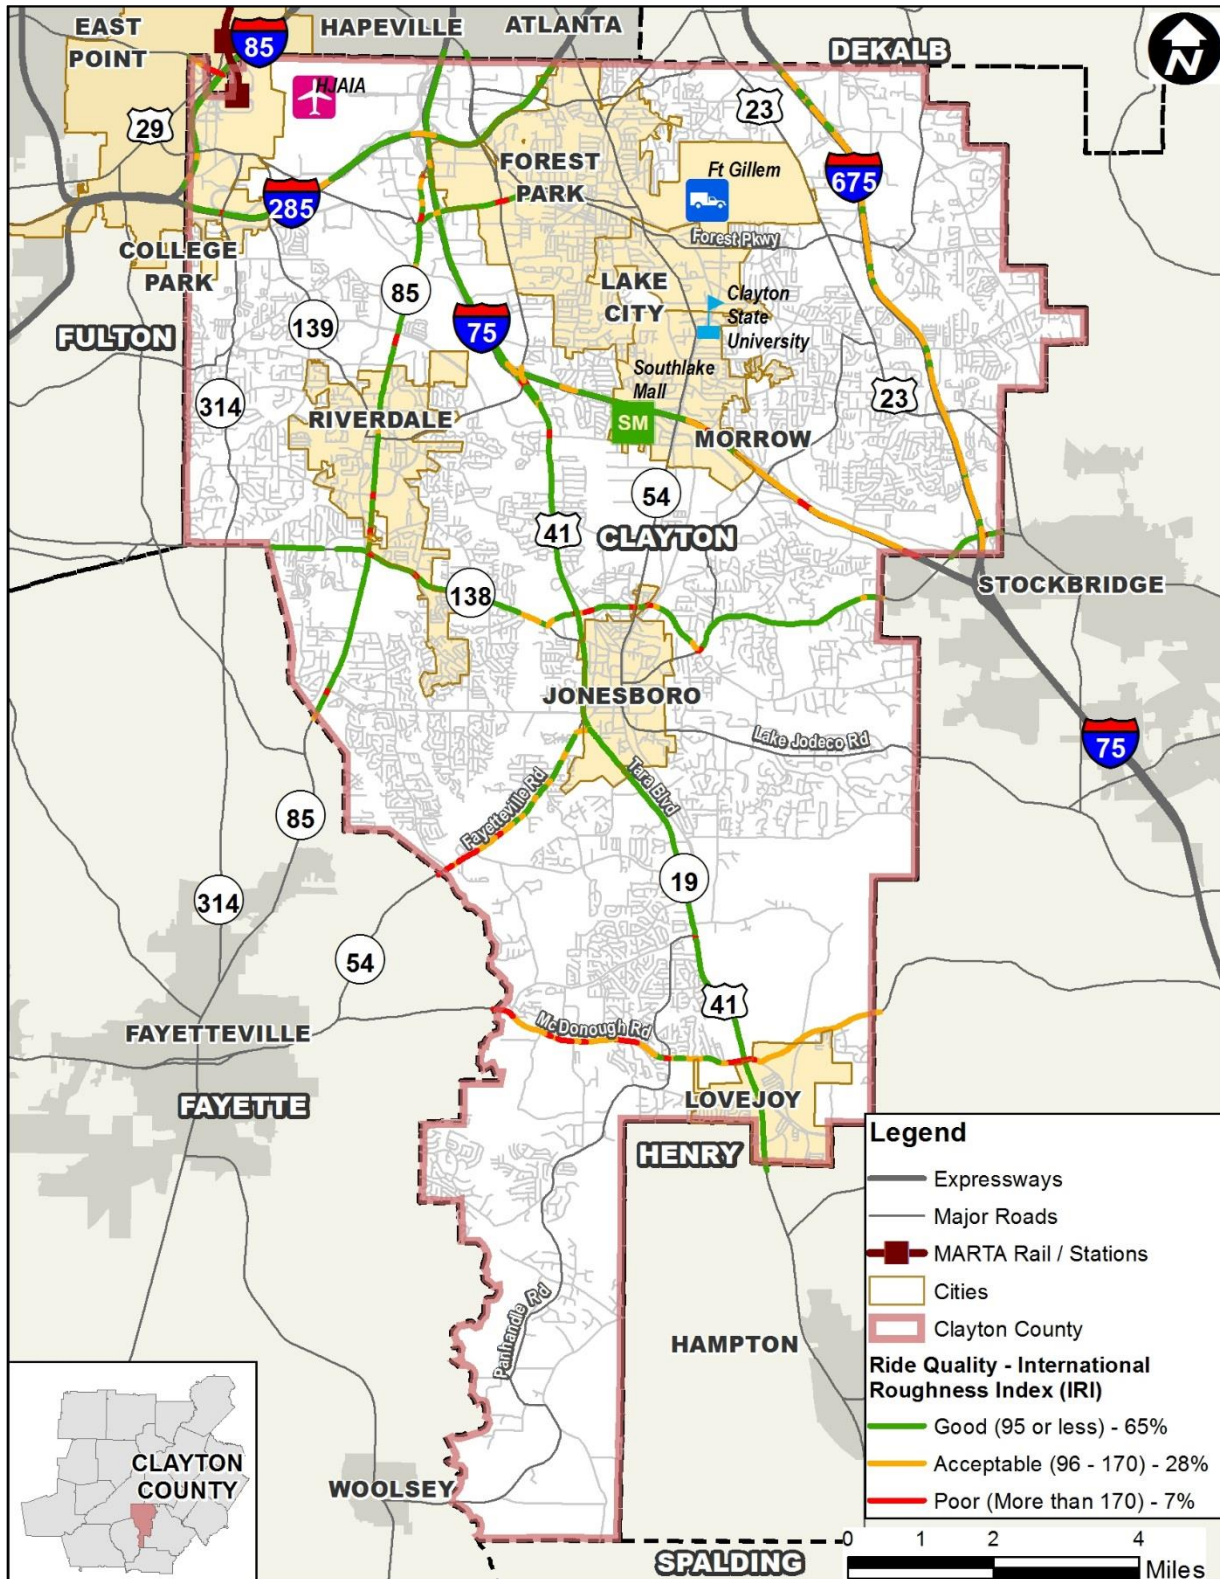 EAST
POINT
85
HAPEVILLE
ATLANTA
DEKALB
N
HJAIA
29
23
FOREST
PARK
Ft Gillem
675
285
Forest Pkwy
COLLEGE
PARK
LAKE
CITY
85
Clayton
State
University
139
75
FULTON
Southlake
Mall
314
23
RIVERDALE
SM
MORROW
54
41
CLAYTON
138
STOCKBRIDGE
JONESBORO
Lake Jodeco Rd
75
Tara Blvd
Fayetteville Rd
85
19
314
54
41
McDonough Rd
FAYETTEVILLE
FAYETTE
LOVEJOY
HENRY
Panhandle Rd
HAMPTON
WOOLSEY
SPALDING
Legend
Expressways
Major Roads
MARTA Rail / Stations
Cities
Clayton County
Ride Quality - International
Roughness Index (IRI)
Good (95 or less) - 65%
Acceptable (96 - 170) - 28%
Poor (More than 170) - 7%
0 1 2 4
Miles
CLAYTON
COUNTY